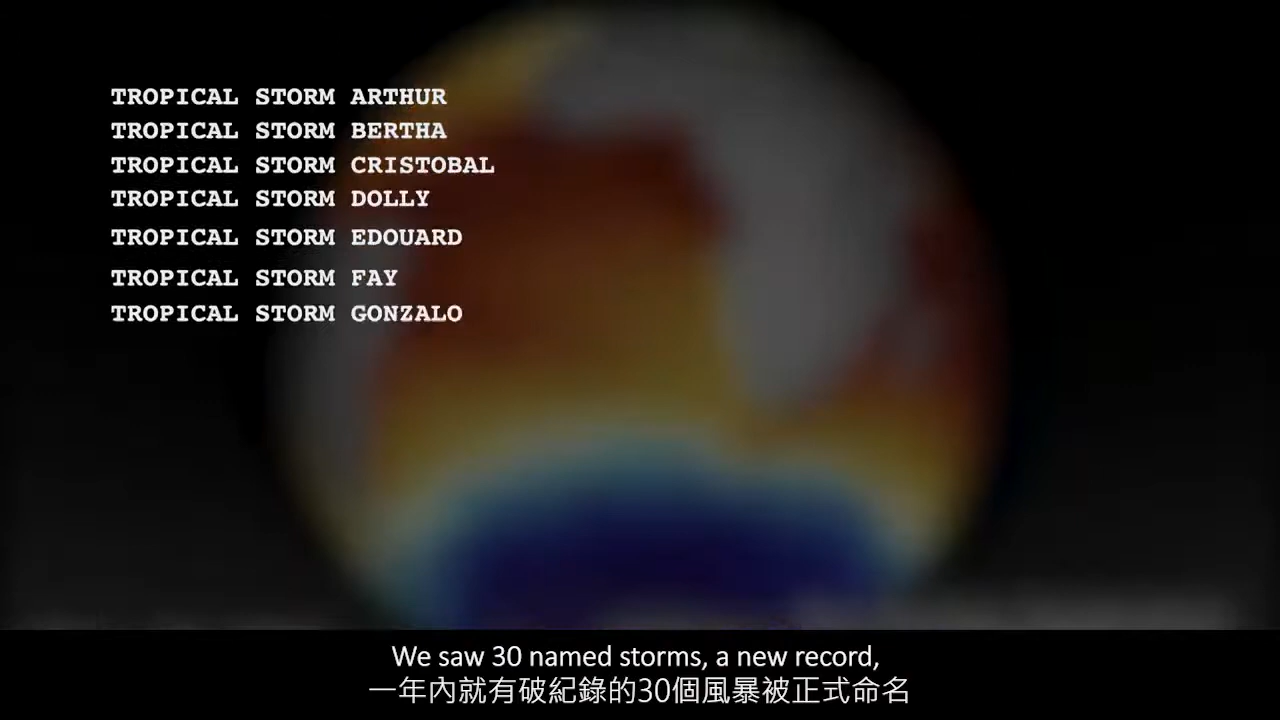 TROPICAL STORM ARTHUR
TROPICAL STORM BERTHA
TROPICAL STORM CRISTOBAL
TROPICAL STORM DOLLY
TROPICAL STORM EDOUARD
TROPICAL STORM FAY
TROPICAL STORM GONZALO
We saw 30 named storms, a new record,
一年內就有破紀錄的30個風暴被正式命名